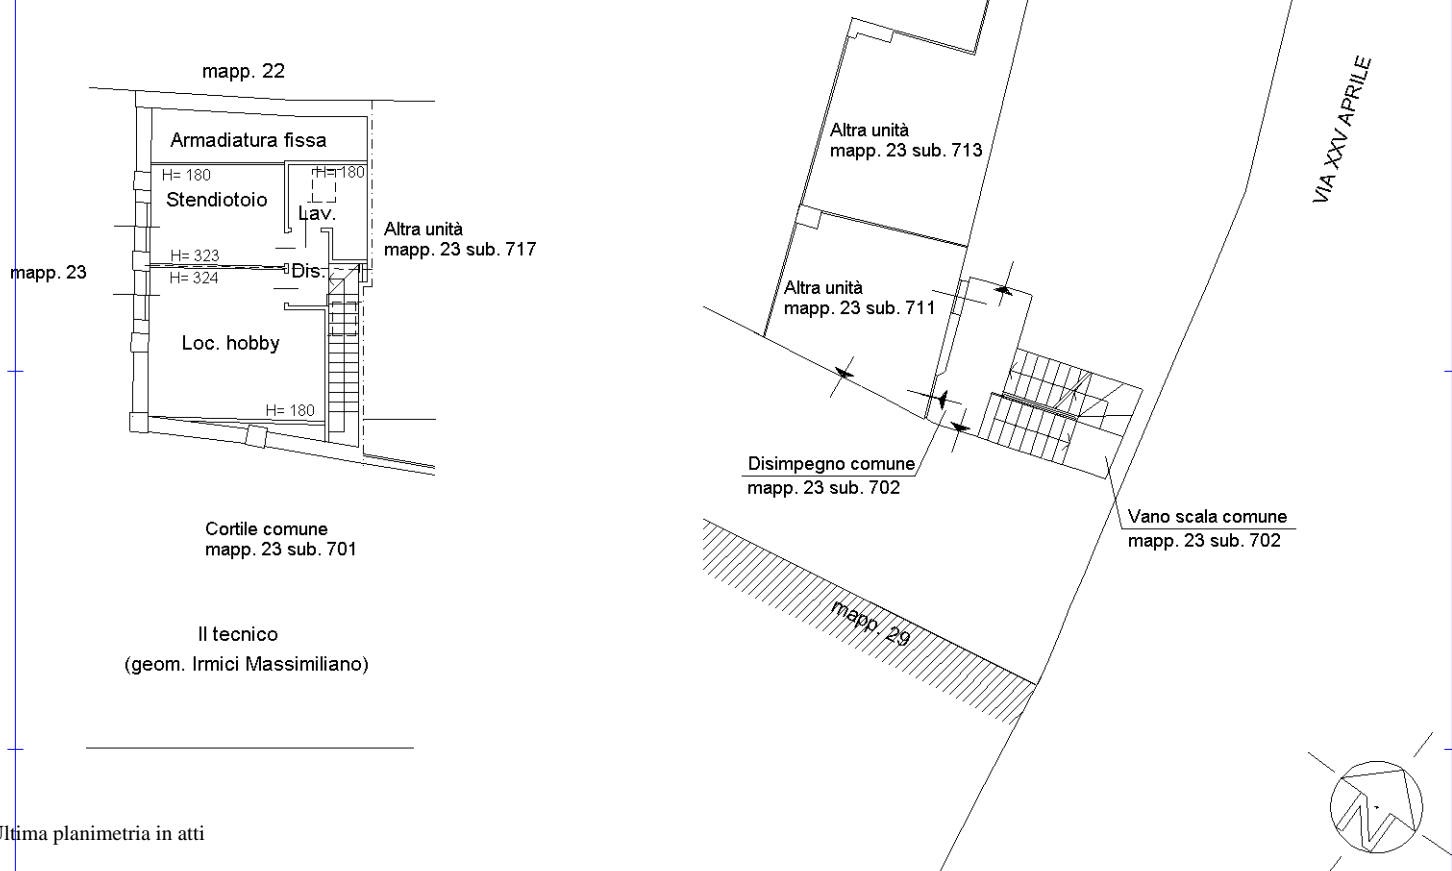 mapp. 22
Armadiatura fissa
H= 180
H= 180
Stendiotoio
Lav.
Altra unità
mapp. 23 sub. 717
H= 323
mapp. 23
Dis.
H= 324
Loc. hobby
H= 180
Cortile comune
mapp. 23 sub. 701
Il tecnico
(geom. Irmici Massimiliano)
Ultima planimetria in atti
Altra unità
mapp. 23 sub. 713
VIA XXV APRILE
Altra unità
mapp. 23 sub. 711
Disimpegno comune
mapp. 23 sub. 702
Vano scala comune
mapp. 23 sub. 702
mapp. 29
N